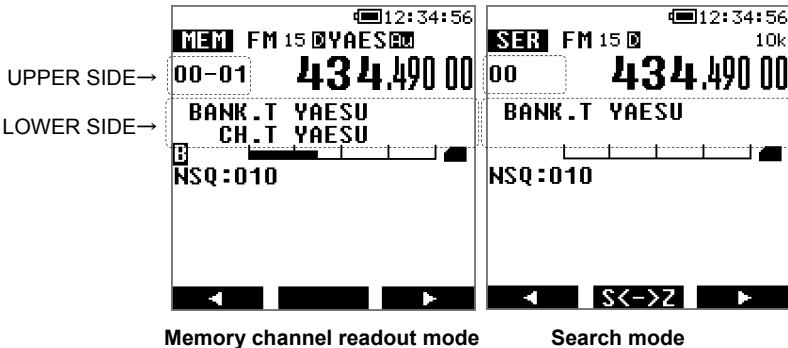 12:34:56
MEM FM 15 D YAES Au
UPPER SIDE→ 00-01 434.490 00
LOWER SIDE→ BANK.T YAESU
CH.T YAESU
B
NSQ:010
Memory channel readout mode
12:34:56
SER FM 15 D 10k
00 434.490 00
BANK.T YAESU
NSQ:010
S<->Z
Search mode